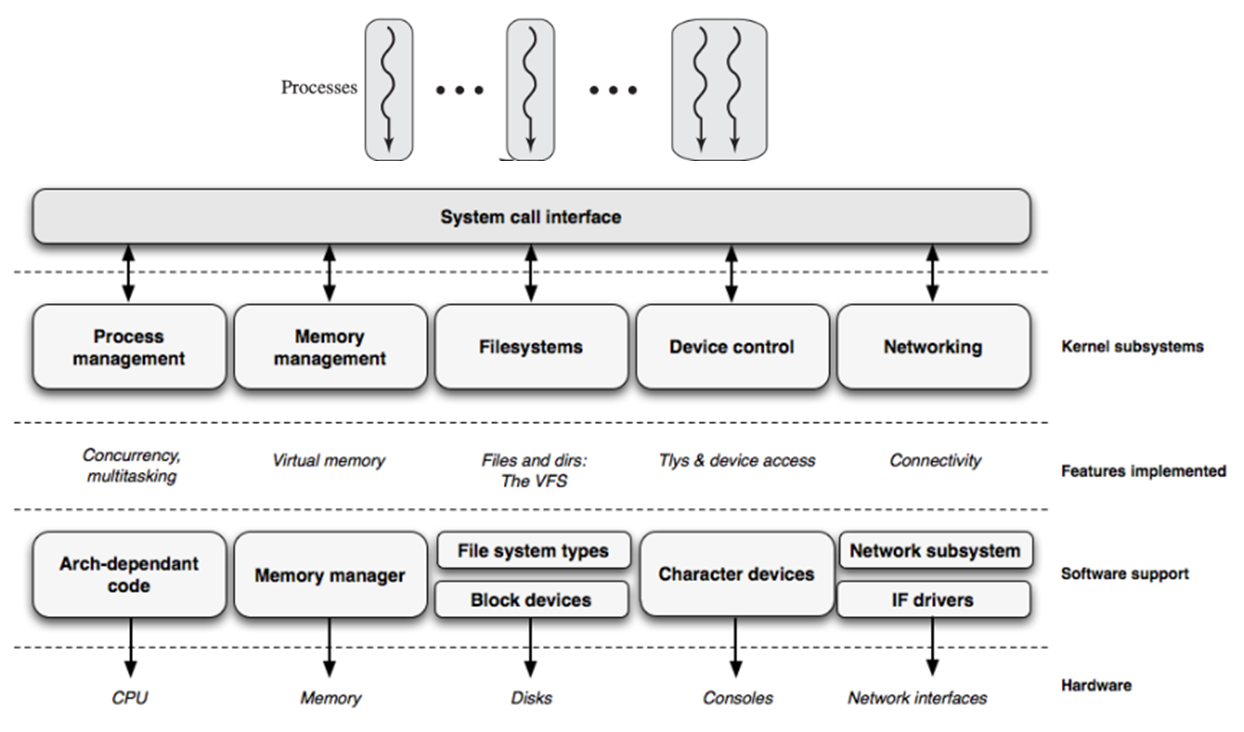 Processes
System call interface
Process
management
Memory
management
Filesystems
Device control
Networking
Kernel subsystems
Concurrency,
multitasking
Virtual memory
Files and dirs:
The VFS
Tlys & device access
Connectivity
Features implemented
Arch-dependant
code
Memory manager
File system types
Block devices
Character devices
Network subsystem
IF drivers
Software support
CPU
Memory
Disks
Consoles
Network interfaces
Hardware